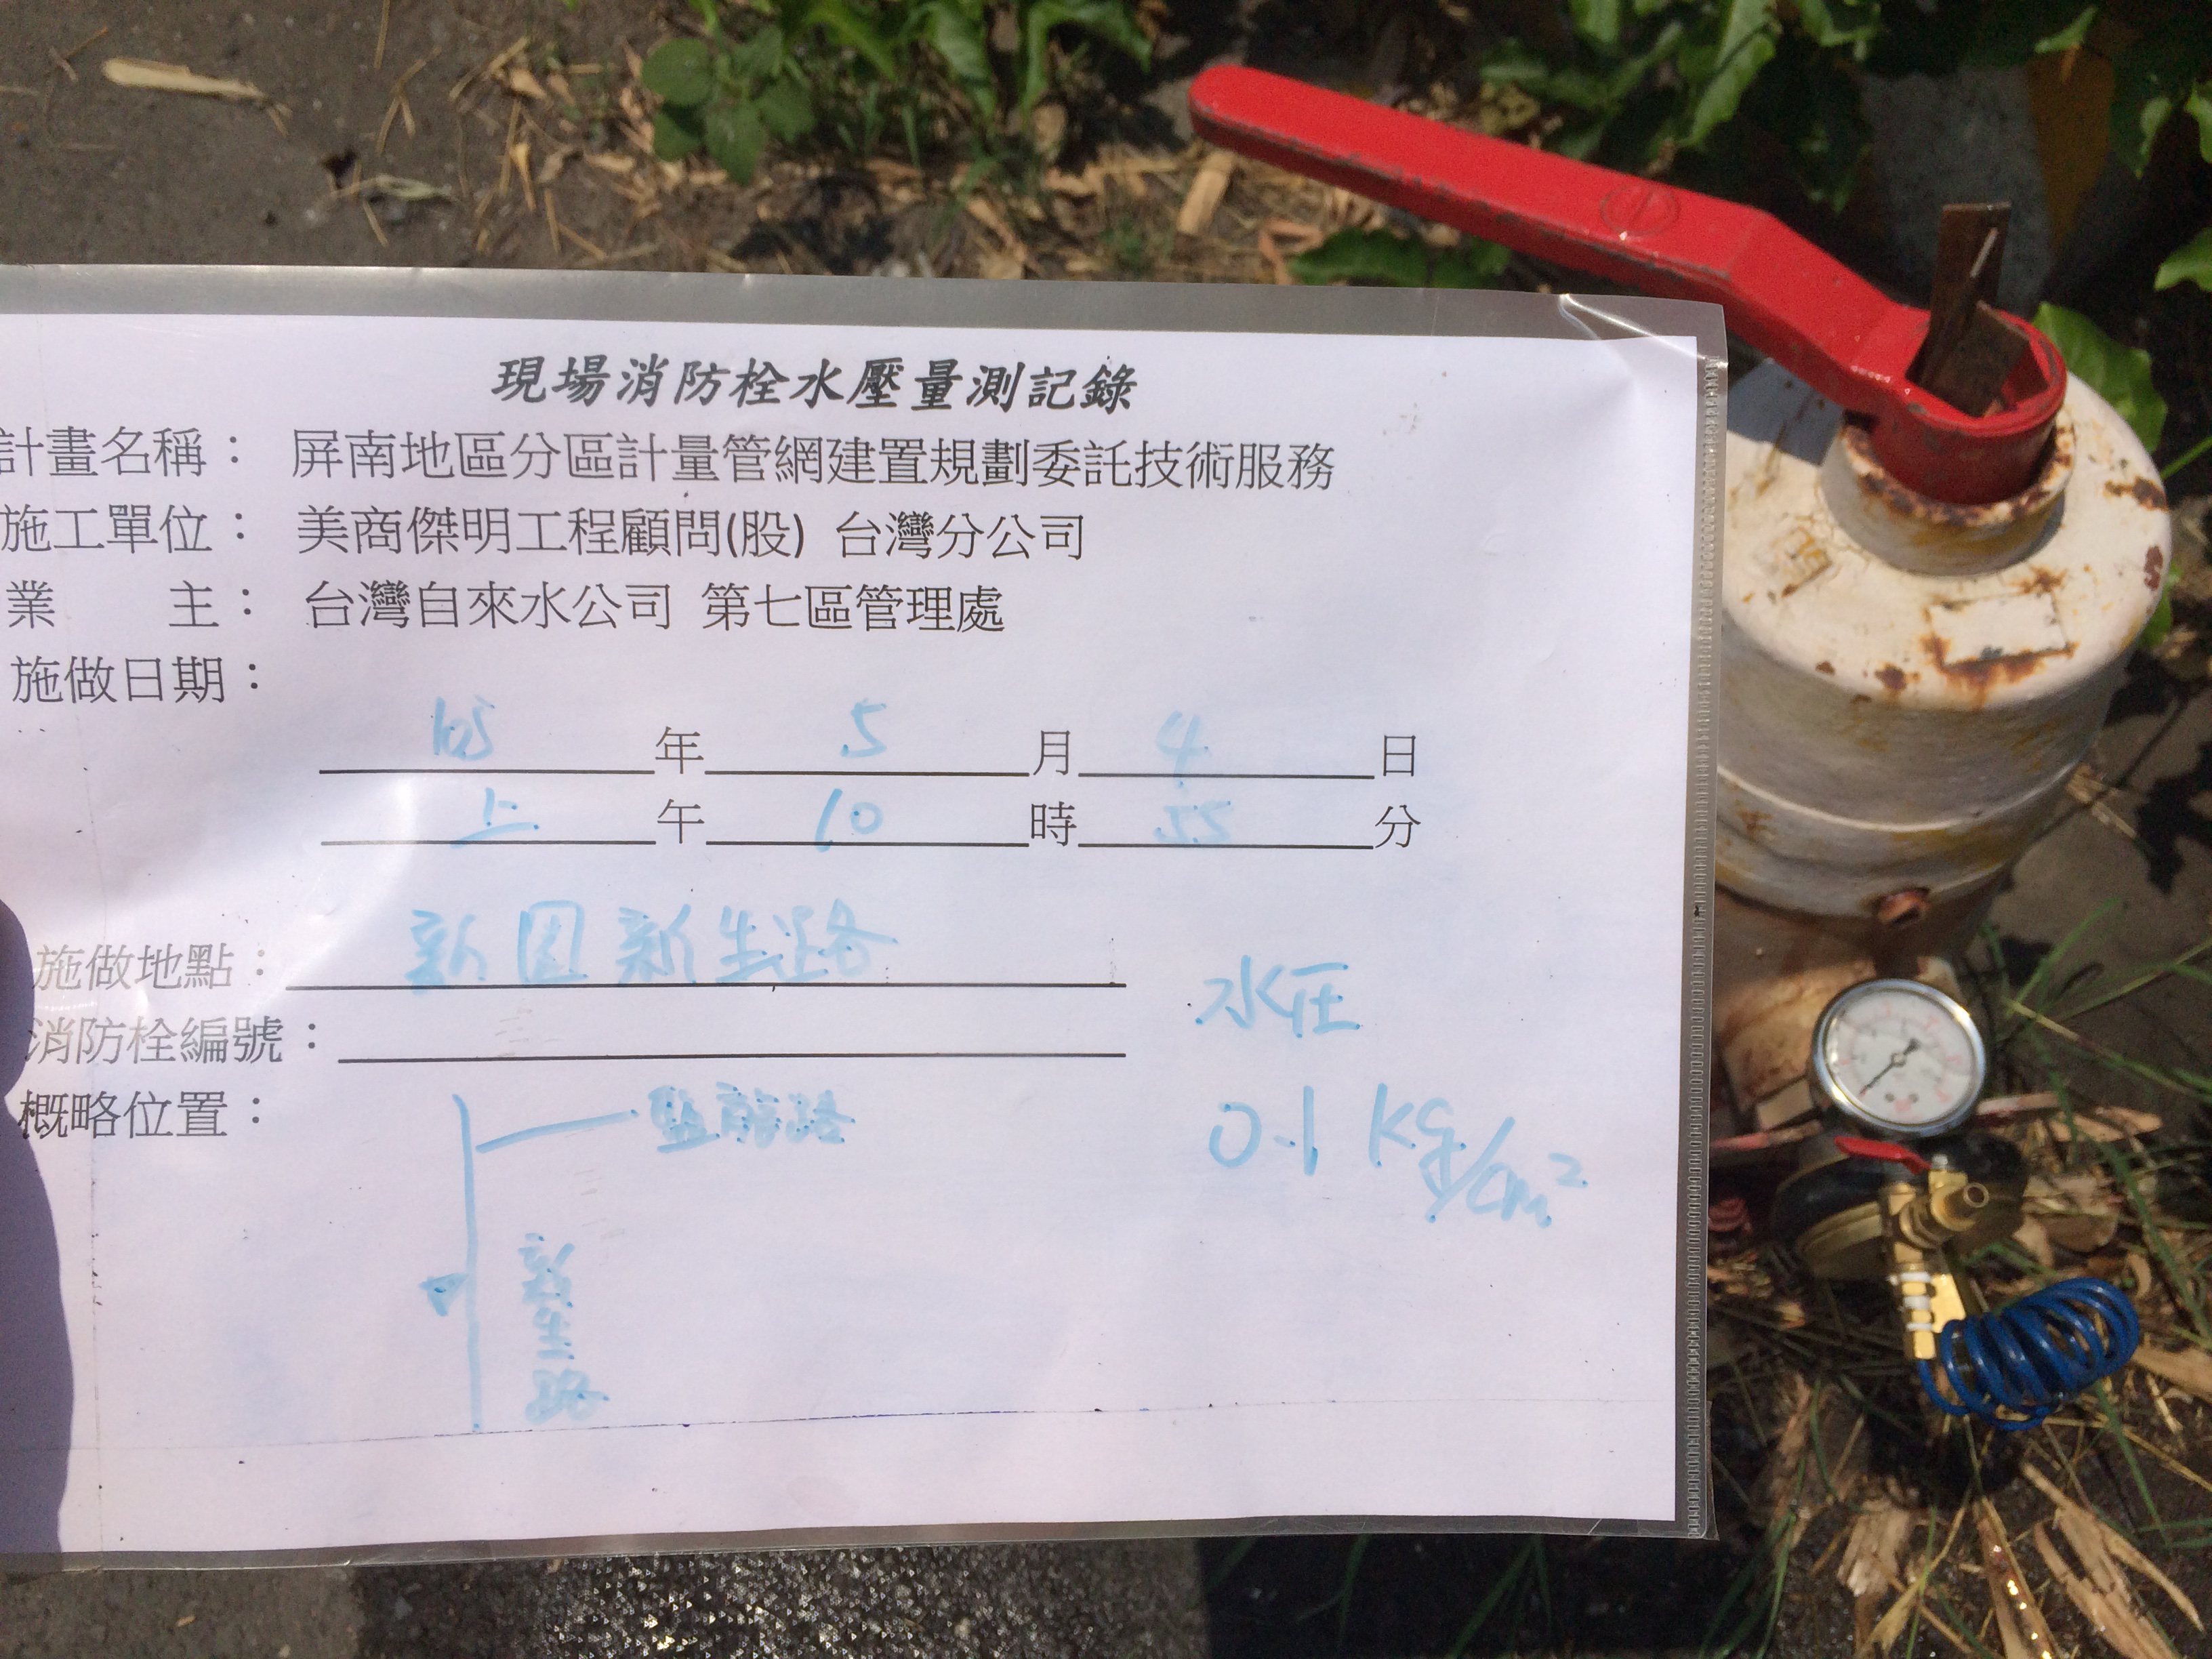 現場消防栓水壓量測記錄
計畫名稱： 屏南地區分區計量管網建置規劃委託技術服務
施工單位： 美商傑明工程顧問(股) 台灣分公司
業 主： 台灣自來水公司 第七區管理處
施做日期：
105 年 5 月 4 日
上 午 10 時 55 分
施做地點： 新園新生路
水压
消防栓編號：
概略位置：
0.1 kg/cm²
新生路